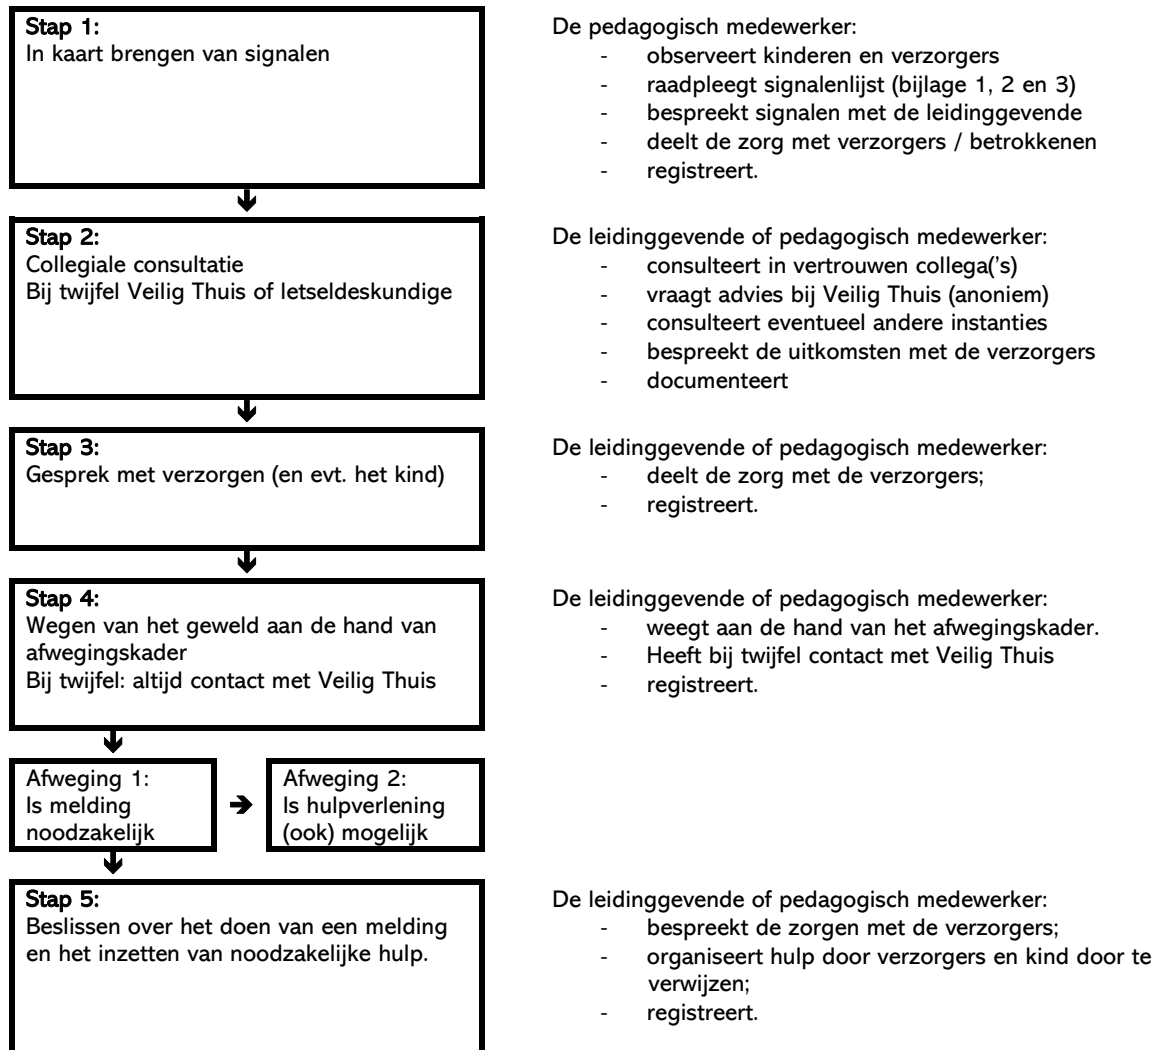 Stap 1:
In kaart brengen van signalen
De pedagogisch medewerker:
- observeert kinderen en verzorgers
- raadpleegt signalenlijst (bijlage 1, 2 en 3)
- bespreekt signalen met de leidinggevende
- deelt de zorg met verzorgers / betrokkenen
- registreert.
Stap 2:
Collegiale consultatie
Bij twijfel Veilig Thuis of letseldeskundige
De leidinggevende of pedagogisch medewerker:
- consulteert in vertrouwen collega('s)
- vraagt advies bij Veilig Thuis (anoniem)
- consulteert eventueel andere instanties
- bespreekt de uitkomsten met de verzorgers
- documenteert
Stap 3:
Gesprek met verzorgen (en evt. het kind)
De leidinggevende of pedagogisch medewerker:
- deelt de zorg met de verzorgers;
- registreert.
Stap 4:
Wegen van het geweld aan de hand van
afwegingskader
Bij twijfel: altijd contact met Veilig Thuis
De leidinggevende of pedagogisch medewerker:
- weegt aan de hand van het afwegingskader.
- Heeft bij twijfel contact met Veilig Thuis
- registreert.
Afweging 1:
Is melding
noodzakelijk
Afweging 2:
Is hulpverlening
(ook) mogelijk
Stap 5:
Beslissen over het doen van een melding
en het inzetten van noodzakelijke hulp.
De leidinggevende of pedagogisch medewerker:
- bespreekt de zorgen met de verzorgers;
- organiseert hulp door verzorgers en kind door te
verwijzen;
- registreert.